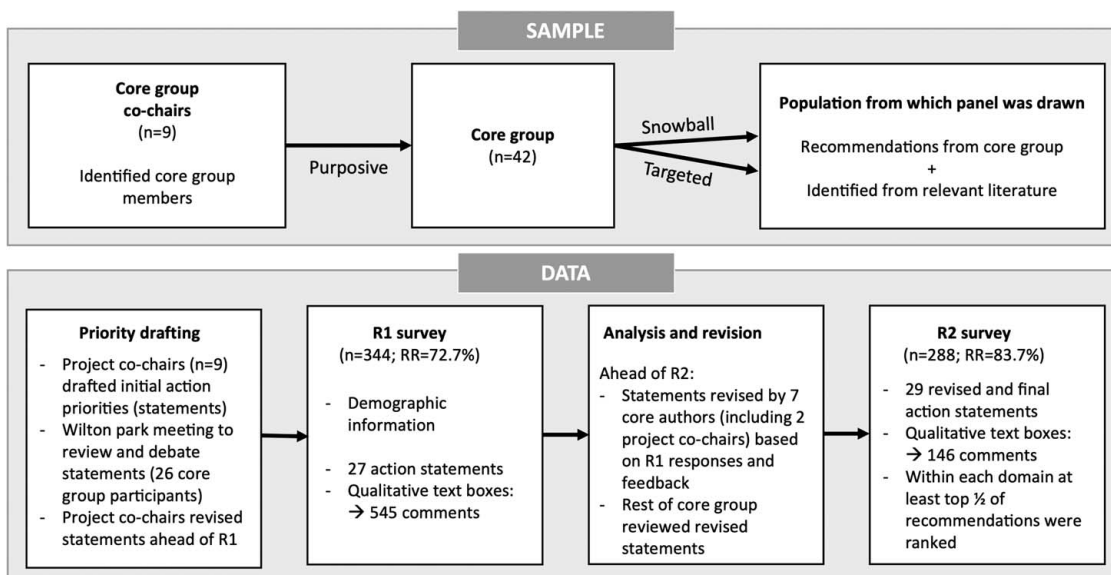 SAMPLE
Core group
co-chairs
(n=9)
Identified core group
members
Purposive
Core group
(n=42)
Snowball
Targeted
Population from which panel was drawn
Recommendations from core group
+
Identified from relevant literature
DATA
Priority drafting
- Project co-chairs (n=9)
drafted initial action
priorities (statements)
- Wilton park meeting to
review and debate
statements (26 core
group participants)
- Project co-chairs revised
statements ahead of R1
R1 survey
(n=344; RR=72.7%)
- Demographic
information
- 27 action statements
- Qualitative text boxes:
→ 545 comments
Analysis and revision
Ahead of R2:
- Statements revised by 7
core authors (including 2
project co-chairs) based
on R1 responses and
feedback
- Rest of core group
reviewed revised
statements
R2 survey
(n=288; RR=83.7%)
- 29 revised and final
action statements
- Qualitative text boxes:
→ 146 comments
- Within each domain at
least top ½ of
recommendations were
ranked